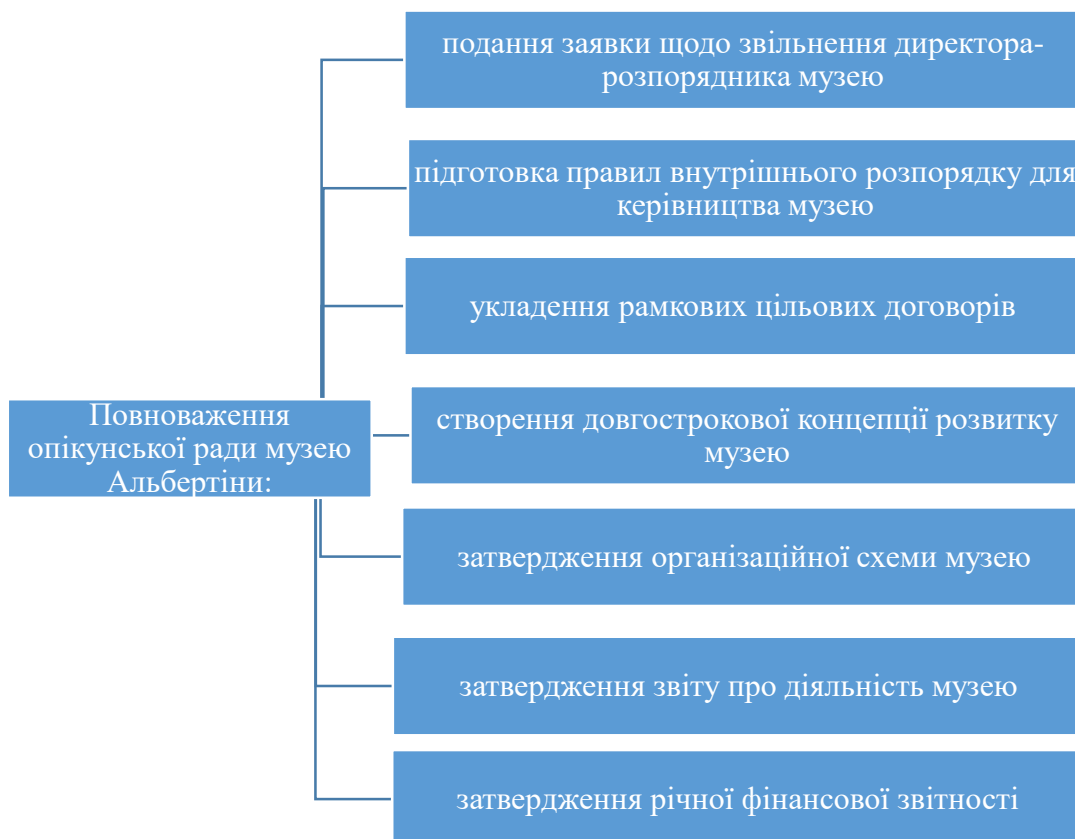 подання заявки щодо звільнення директора-
розпорядника музею
підготовка правил внутрішнього розпорядку для
керівництва музею
укладення рамкових цільових договорів
Повноваження
опікунської ради музею
Альбертіни:
створення довгострокової концепції розвитку
музею
затвердження організаційної схеми музею
затвердження звіту про діяльність музею
затвердження річної фінансової звітності